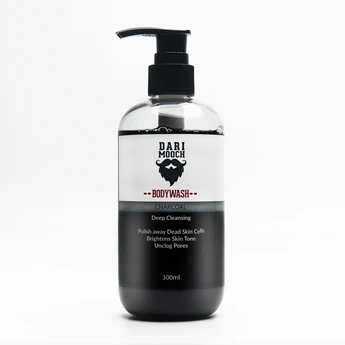 DARI
MOOCH
--BODYWASH--
CHARCOAL
Deep Cleansing
Polish away Dead Skin Cells
Brightens Skin Tone
Unclog Pores
300ml